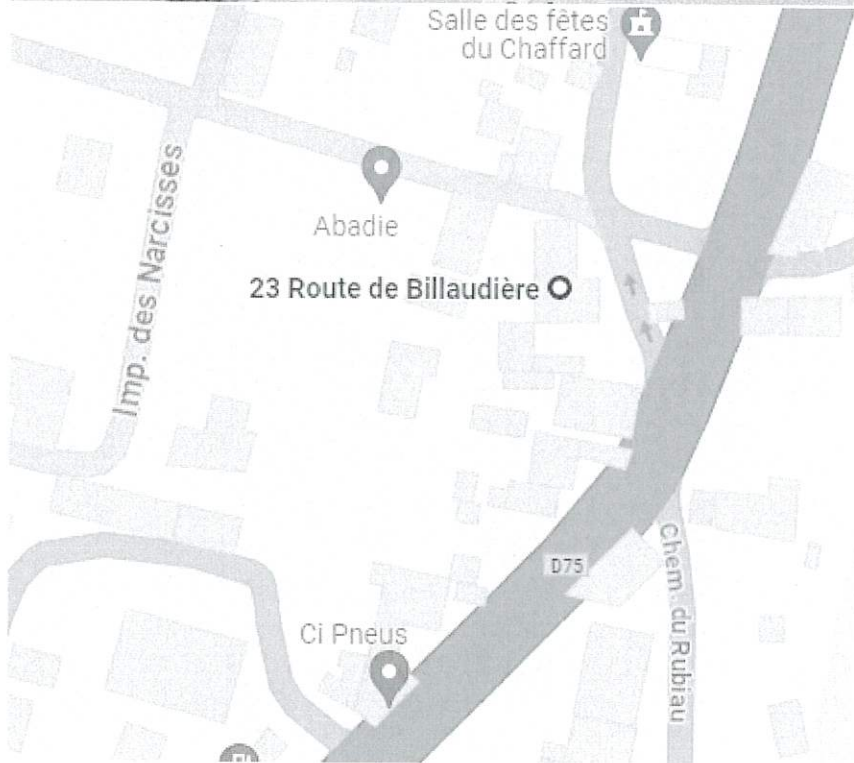 Salle des fêtes
du Chaffard
Imp. des Narcisses
Abadie
23 Route de Billaudière
D75
Chem. du Rubiau
Ci Pneus